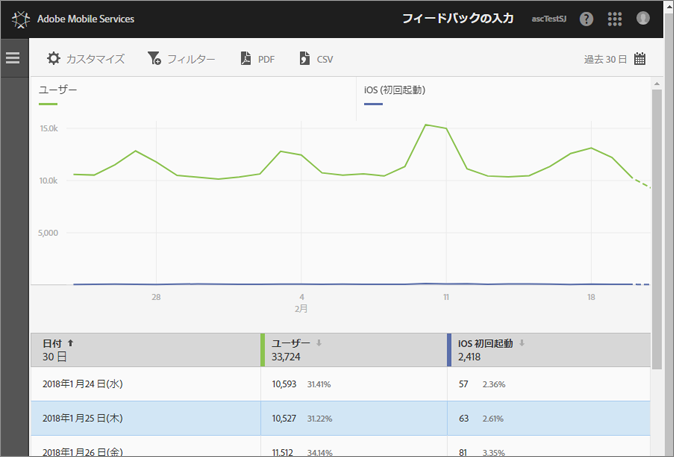 Adobe Mobile Services
フィードバックの入力
ascTestSJ
?
カスタマイズ
フィルター
PDF
CSV
過去 30 日
ユーザー
iOS (初回起動)
15.0k
10.0k
5,000
28
4
11
18
2月
日付
ユーザー
iOS 初回起動
30 日
33,724
2,418
2018年1月 24 日(水)
10,593
31.41%
57
2.36%
2018年1月 25 日(木)
10,527
31.22%
63
2.61%
2018年1月 26 日(金)
11,512
34.14%
81
3.35%